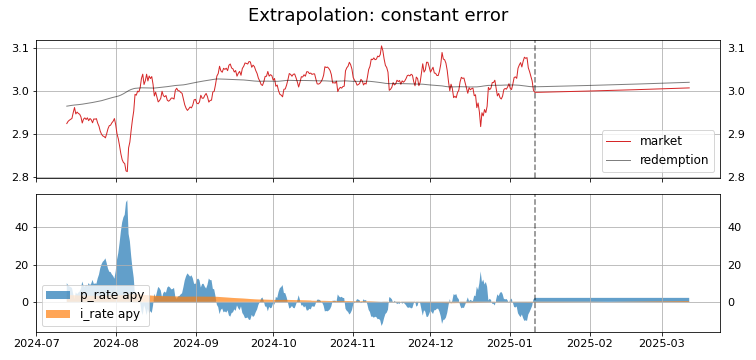 Extrapolation: constant error
3.1 3.1
3.0 3.0
2.9 2.9
2.8 2.8
market
redemption
40 40
20 20
0 0
p_rate apy
i_rate apy
2024-07 2024-08 2024-09 2024-10 2024-11 2024-12 2025-01 2025-02 2025-03